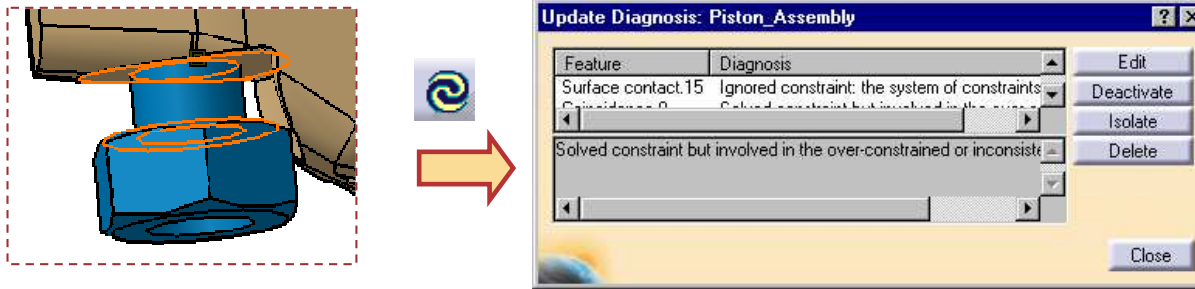 Update Diagnosis: Piston_Assembly
Feature Diagnosis
Surface contact.15 Ignored constraint: the system of constraints
Solved constraint but involved in the over-constrained or inconsiste
Edit
Deactivate
Isolate
Delete
Close